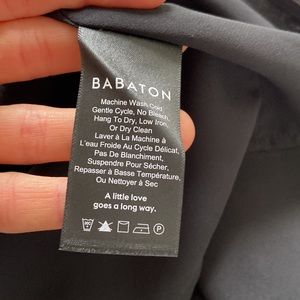 BABATON
Machine Wash Cold
Gentle Cycle, No Bleach,
Hang To Dry, Low Iron,
Or Dry Clean
Laver à La Machine à
L'eau Froide Au Cycle Délicat,
Pas De Blanchiment,
Suspendre Pour Sécher,
Repasser à Basse Température,
Ou Nettoyer à Sec
A little love
goes a long way.
P